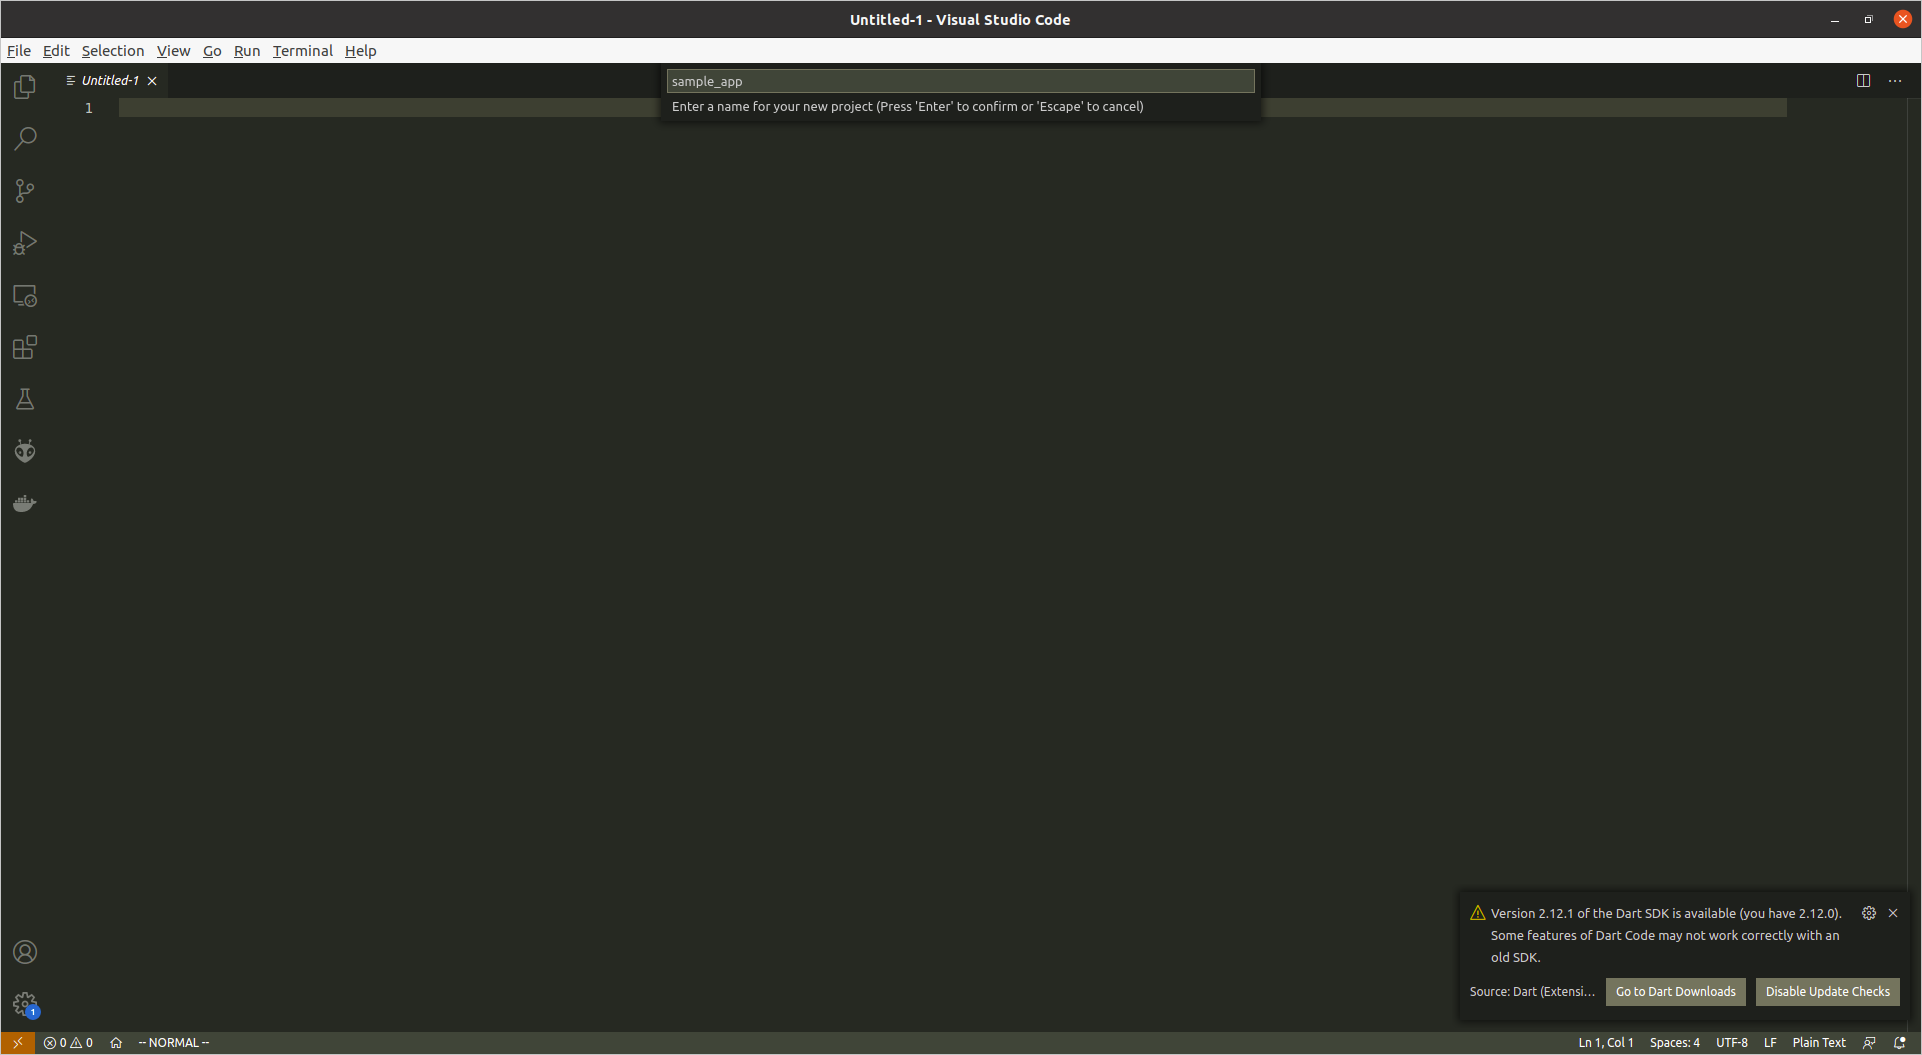 Untitled-1 - Visual Studio Code
File Edit Selection View Go Run Terminal Help
Untitled-1
sample_app
Enter a name for your new project (Press 'Enter' to confirm or 'Escape' to cancel)
1
Version 2.12.1 of the Dart SDK is available (you have 2.12.0).
Some features of Dart Code may not work correctly with an
old SDK.
Source: Dart (Extensi... Go to Dart Downloads Disable Update Checks
1
0 0 -- NORMAL -- Ln 1, Col 1 Spaces: 4 UTF-8 LF Plain Text